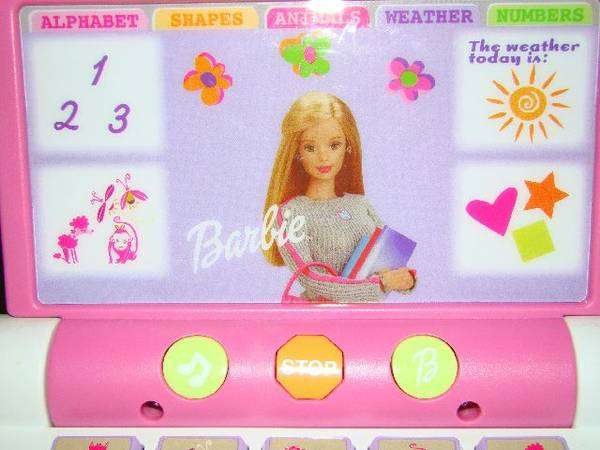 ALPHABET SHAPES ANIMALS WEATHER NUMBERS
1
2 3
The weather
today is:
Barbie
STOP
B